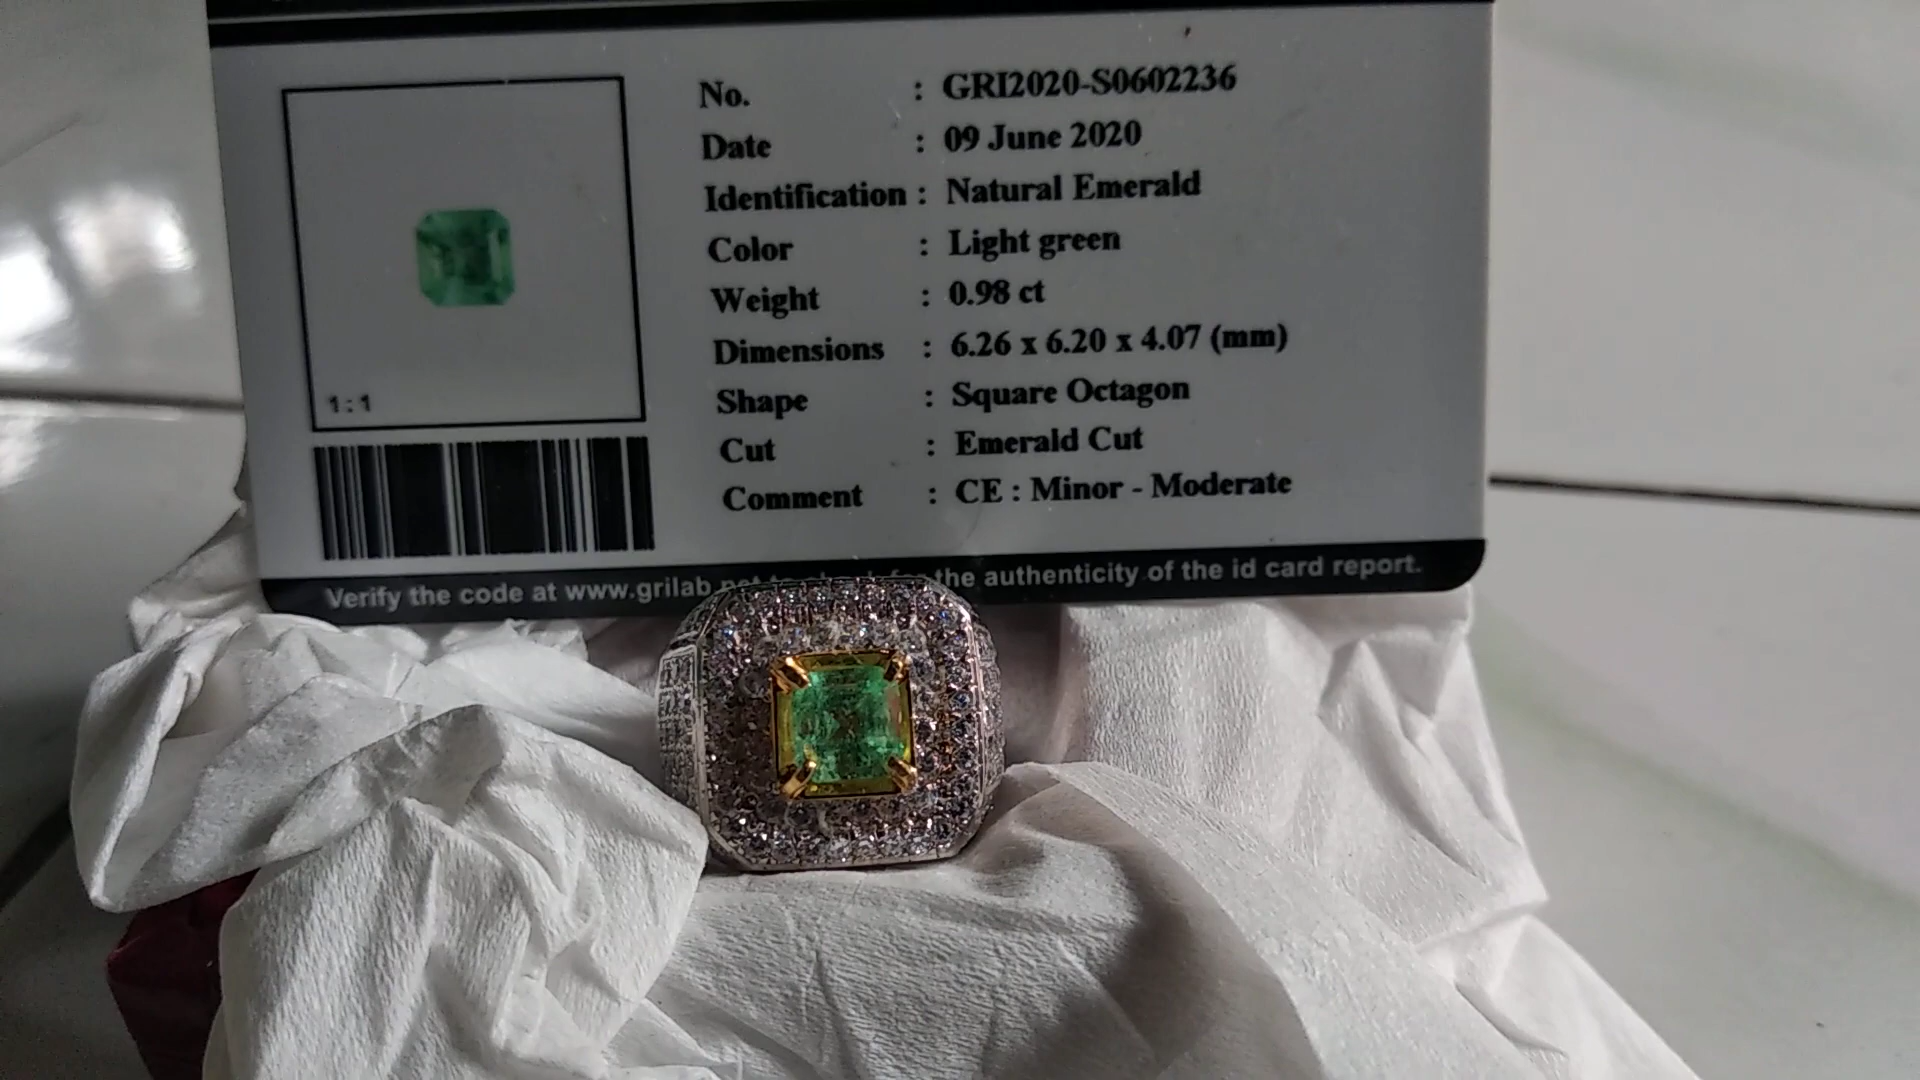 No. : GRI2020-S0602236
Date : 09 June 2020
Identification : Natural Emerald
Color : Light green
Weight : 0.98 ct
Dimensions : 6.26 x 6.20 x 4.07 (mm)
Shape : Square Octagon
Cut : Emerald Cut
Comment : CE : Minor - Moderate
1 : 1
Verify the code at www.grilab the authenticity of the id card report.